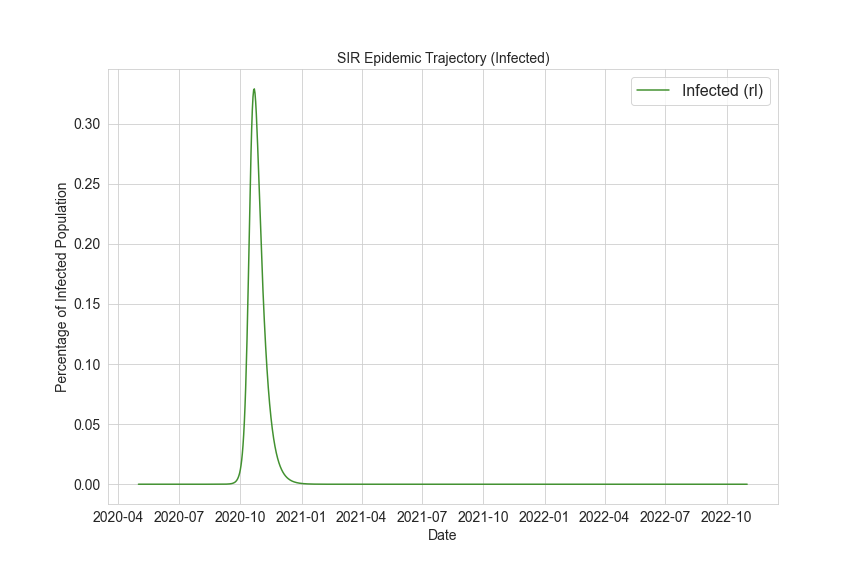 SIR Epidemic Trajectory (Infected)
Infected (rI)
Percentage of Infected Population
0.30
0.25
0.20
0.15
0.10
0.05
0.00
2020-04 2020-07 2020-10 2021-01 2021-04 2021-07 2021-10 2022-01 2022-04 2022-07 2022-10
Date